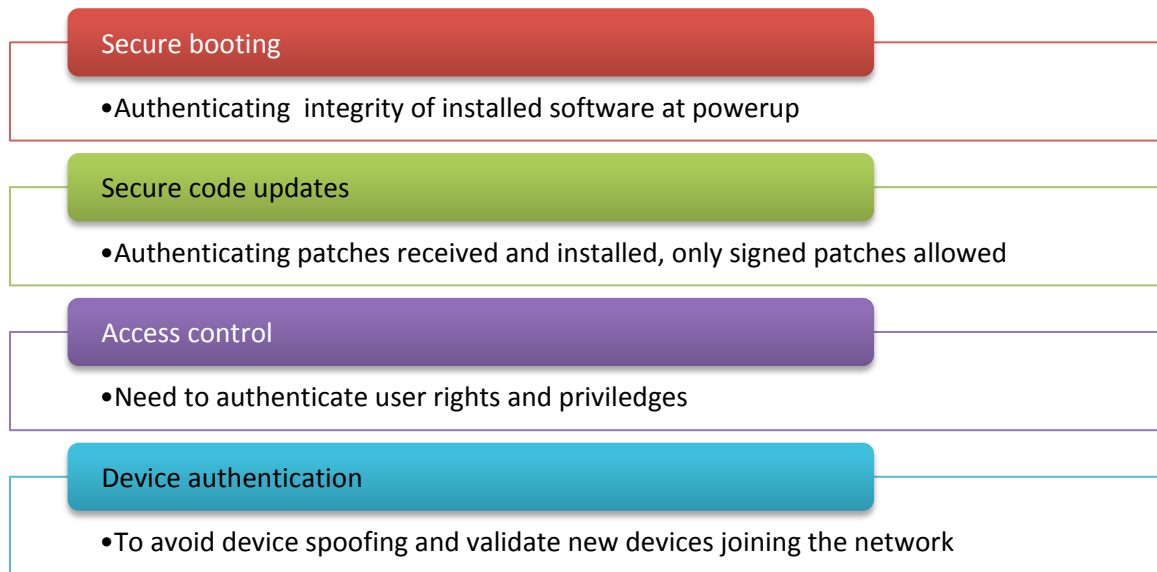 Secure booting
•Authenticating  integrity of installed software at powerup
Secure code updates
•Authenticating patches received and installed, only signed patches allowed
Access control
•Need to authenticate user rights and priviledges
Device authentication
•To avoid device spoofing and validate new devices joining the network